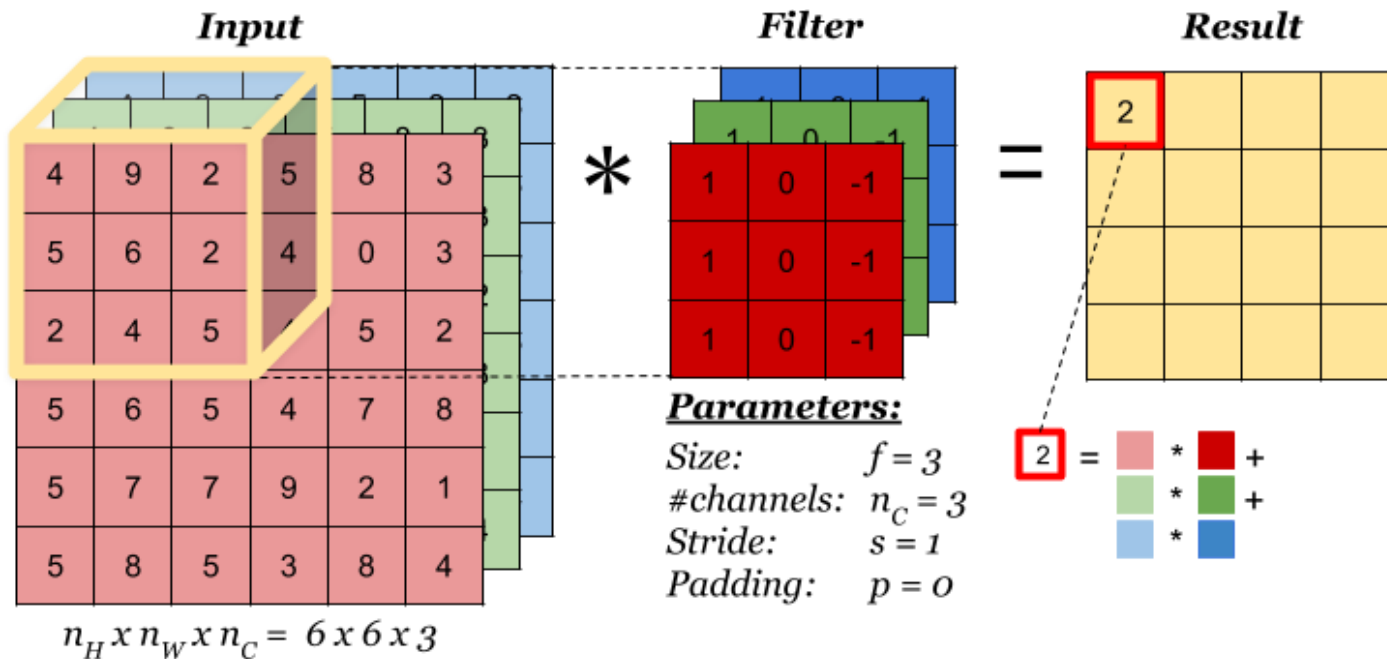 Input Filter Result
4 9 2 5 8 3
5 6 2 4 0 3
2 4 5 5 2
5 6 5 4 7 8
5 7 7 9 2 1
5 8 5 3 8 4
n_H x n_W x n_C = 6 x 6 x 3
*
1 0 -1
1 0 -1
1 0 -1
1 0 -1
Parameters:
Size: f = 3
#channels: n_C = 3
Stride: s = 1
Padding: p = 0
=
2
2 = * +
* +
*